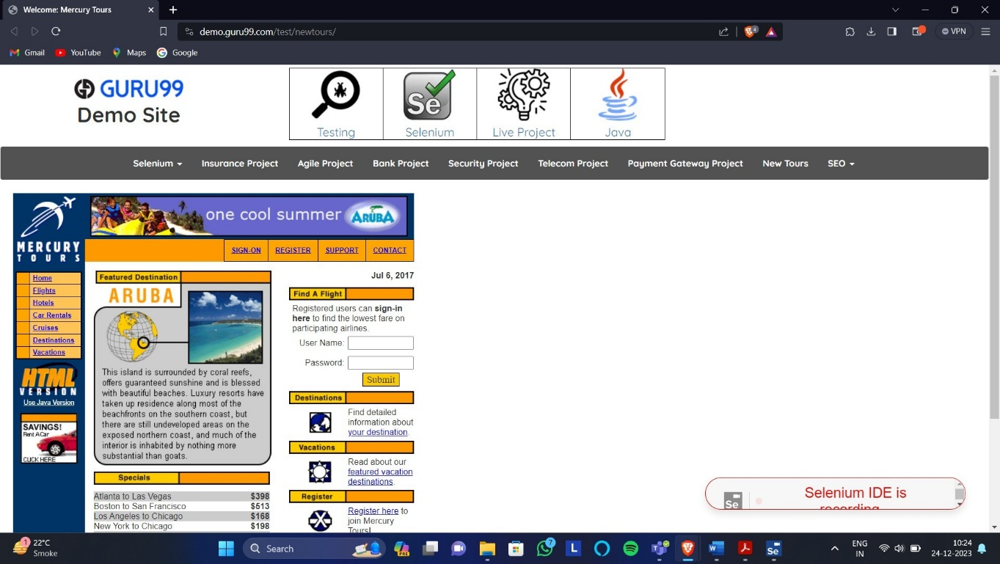 Welcome: Mercury Tours
demo.guru99.com/test/newtours/
4
VPN
Gmail
YouTube
Maps
Google
GURU99
Demo Site
Testing
Se
Selenium
Live Project
Java
Selenium
Insurance Project
Agile Project
Bank Project
Security Project
Telecom Project
Payment Gateway Project
New Tours
SEO
MERCURY
TOURS
one cool summer ARUBA
SIGN-ON
REGISTER
SUPPORT
CONTACT
Home
Flights
Hotels
Car Rentals
Cruises
Destinations
Vacations
HTML
VERSION
Use Java Version
SAVINGS!
Rent A Car
CLICK HERE
Featured Destination
ARUBA
This island is surrounded by coral reefs,
offers guaranteed sunshine and is blessed
with beautiful beaches. Luxury resorts have
taken up residence along most of the
beachfronts on the southern coast, but
there are still undeveloped areas on the
exposed northern coast, and much of the
interior is inhabited by nothing more
substantial than goats.
Specials
Atlanta to Las Vegas $398
Boston to San Francisco $513
Los Angeles to Chicago $168
New York to Chicago $198
Jul 6, 2017
Find A Flight
Registered users can sign-in
here to find the lowest fare on
participating airlines.
User Name:
Password:
Submit
Destinations
Find detailed
information about
your destination.
Vacations
Read about our
featured vacation
destinations.
Register
Register here to
join Mercury
Tours!
Se
Selenium IDE is
recording
1
22°C
Smoke
Search
PRE
7
L
Se
ENG
IN
10:24
24-12-2023